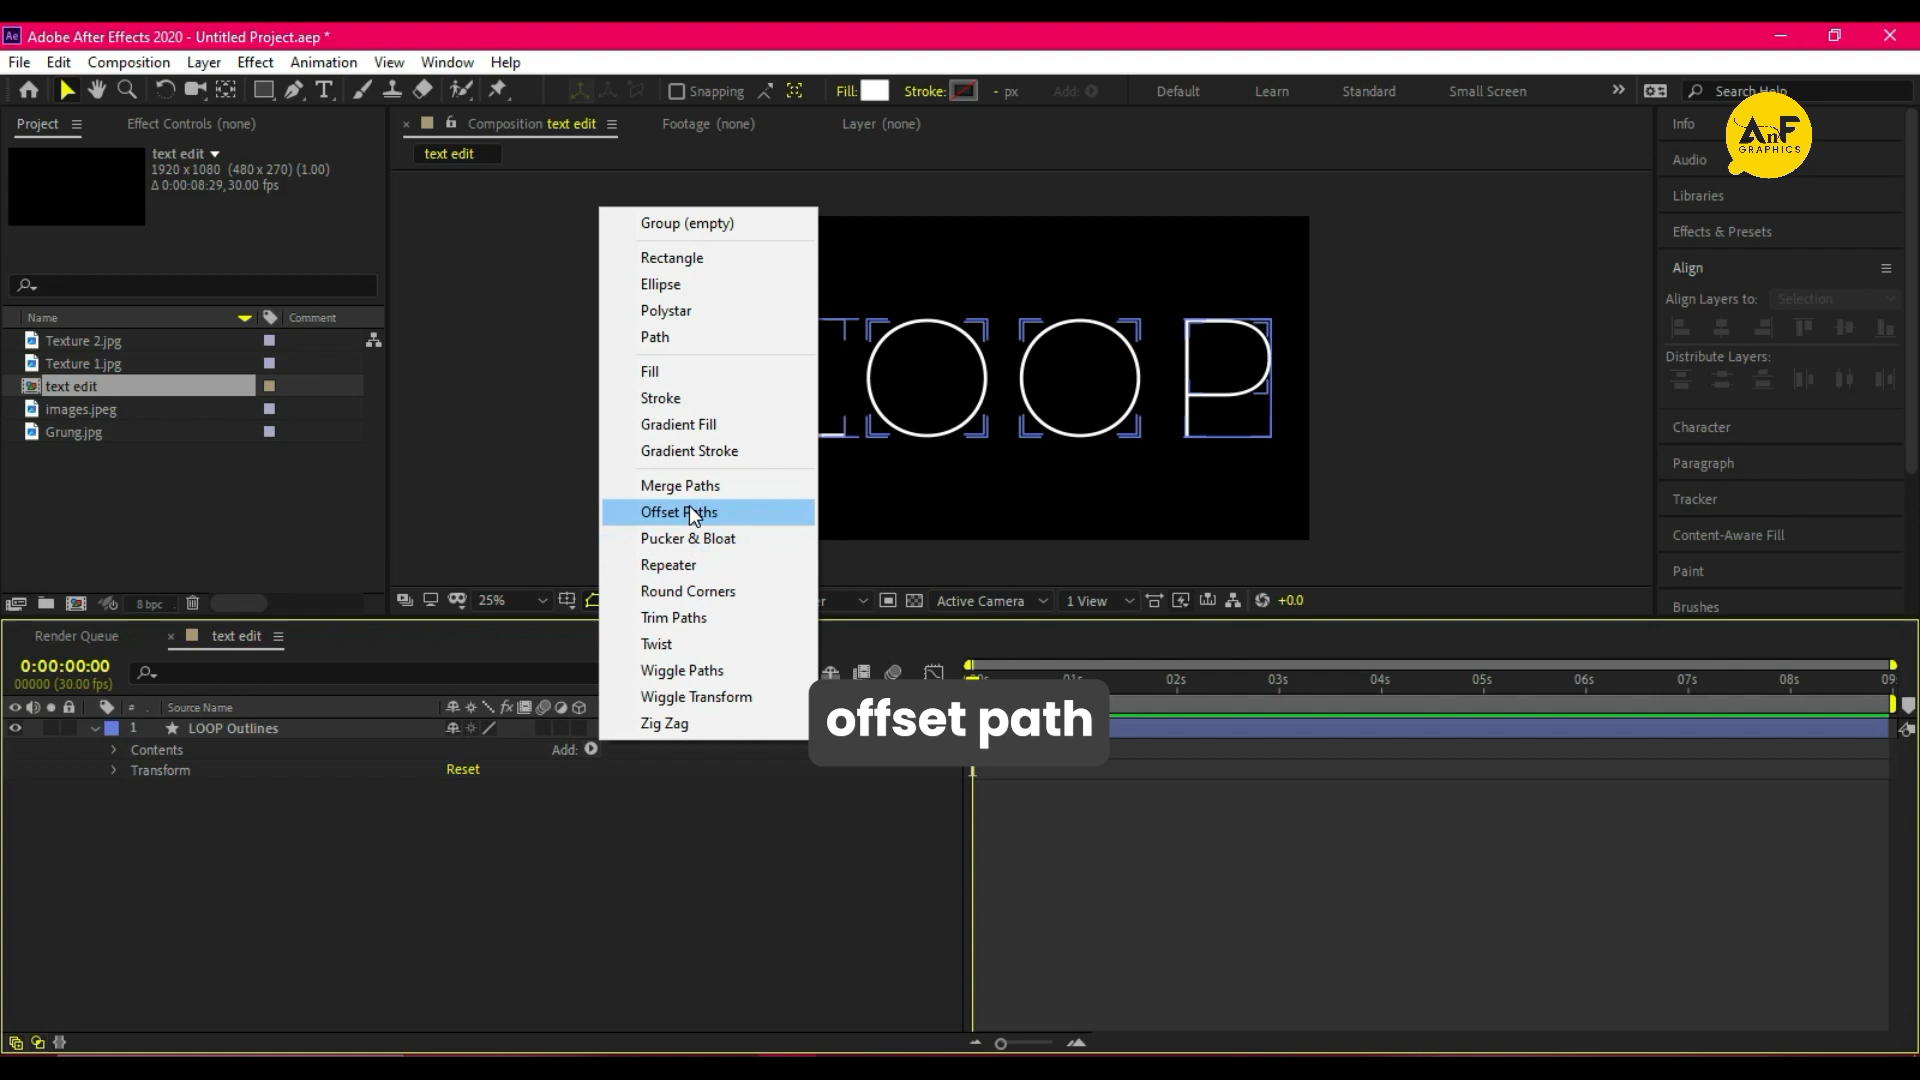 Ae Adobe After Effects 2020 - Untitled Project.aep *
File Edit Composition Layer Effect Animation View Window Help
Snapping Fill: Stroke: - px Add: Default Learn Standard Small Screen Search Help
Project Effect Controls (none) Composition text edit Footage (none) Layer (none)
text edit
text edit
1920 x 1080 (480 x 270) (1.00)
Δ 0:00:08:29, 30.00 fps
Name Comment
Texture 2.jpg
Texture 1.jpg
text edit
images.jpeg
Grung.jpg
8 bpc
Group (empty)
Rectangle
Ellipse
Polystar
Path
Fill
Stroke
Gradient Fill
Gradient Stroke
Merge Paths
Offset Paths
Pucker & Bloat
Repeater
Round Corners
Trim Paths
Twist
Wiggle Paths
Wiggle Transform
Zig Zag
OOP
25% Active Camera 1 View +0.0
Info
Audio
Libraries
Effects & Presets
Align
Align Layers to: Selection
Distribute Layers:
Character
Paragraph
Tracker
Content-Aware Fill
Paint
Brushes
AnF
GRAPHICS
Render Queue text edit
0:00:00:00
00000 (30.00 fps)
01s 02s 03s 04s 05s 06s 07s 08s 09
# . Source Name fx
1 LOOP Outlines
Contents Add:
Transform Reset
offset path